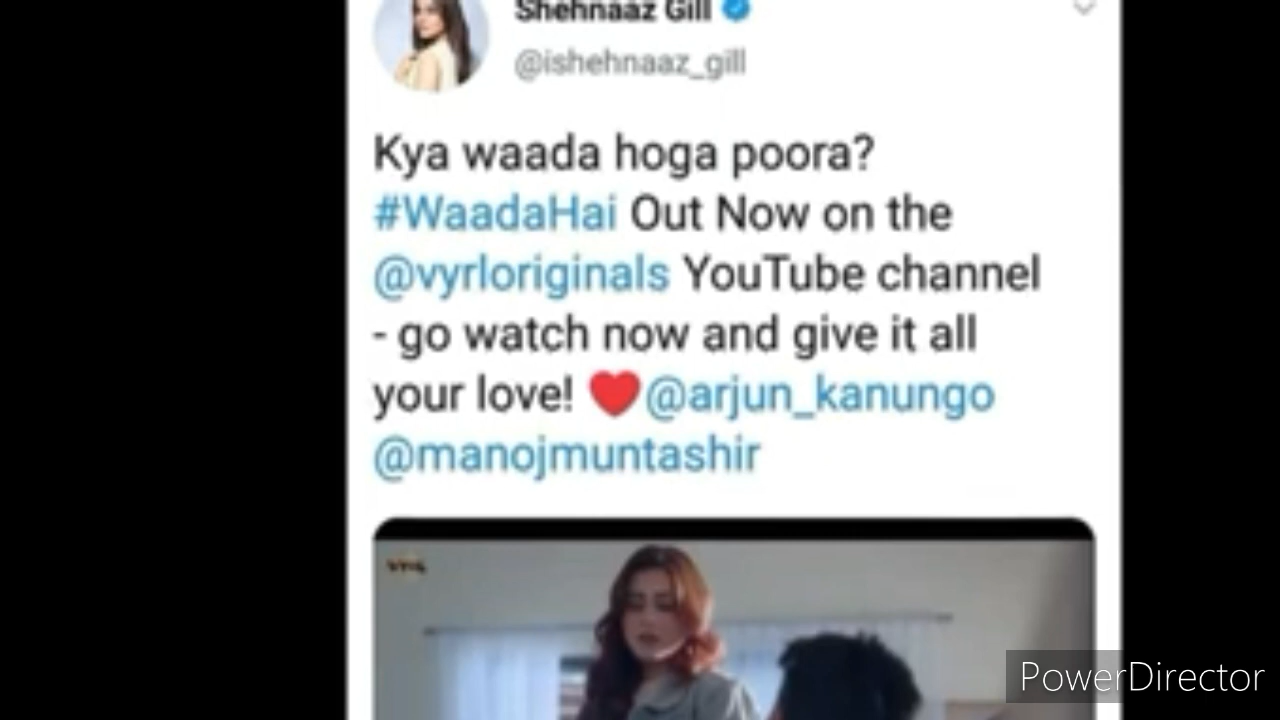 Shehnaaz Gill
@ishehnaaz_gill
Kya waada hoga poora?
#WaadaHai Out Now on the
@vyrloriginals YouTube channel
- go watch now and give it all
your love! ❤️@arjun_kanungo
@manojmuntashir
PowerDirector